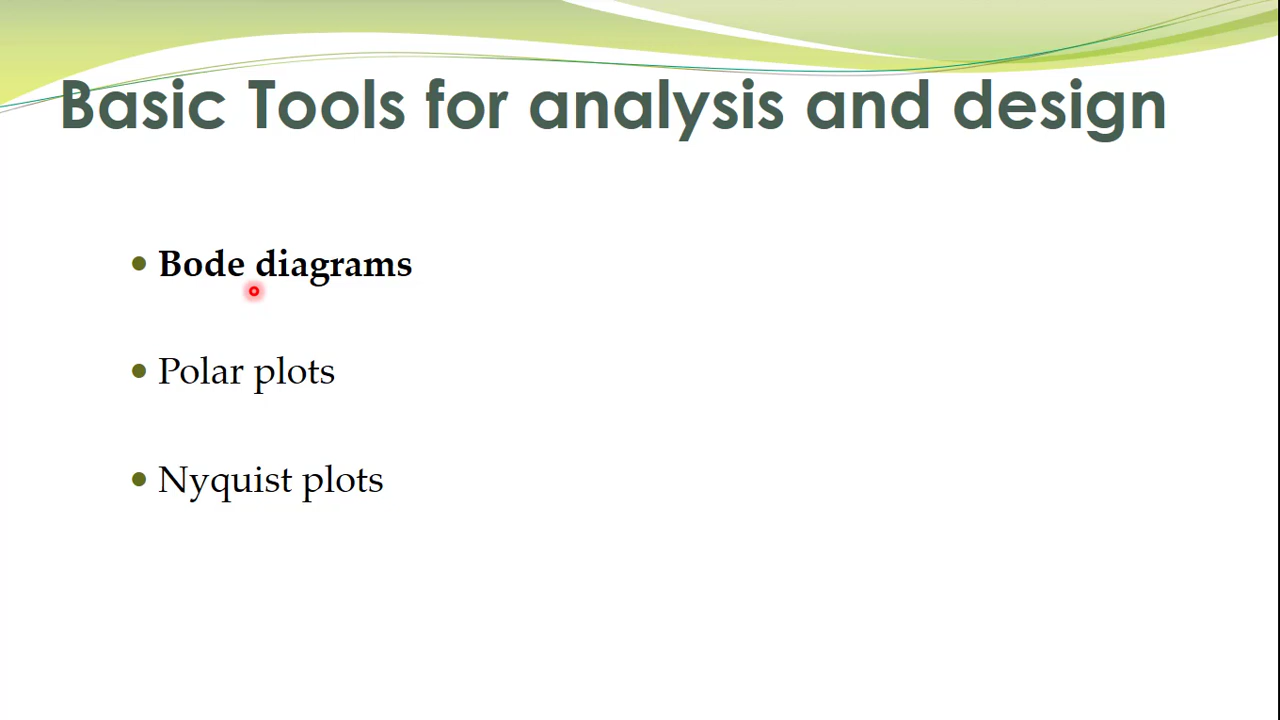 Basic Tools for analysis and design
• Bode diagrams
• Polar plots
• Nyquist plots